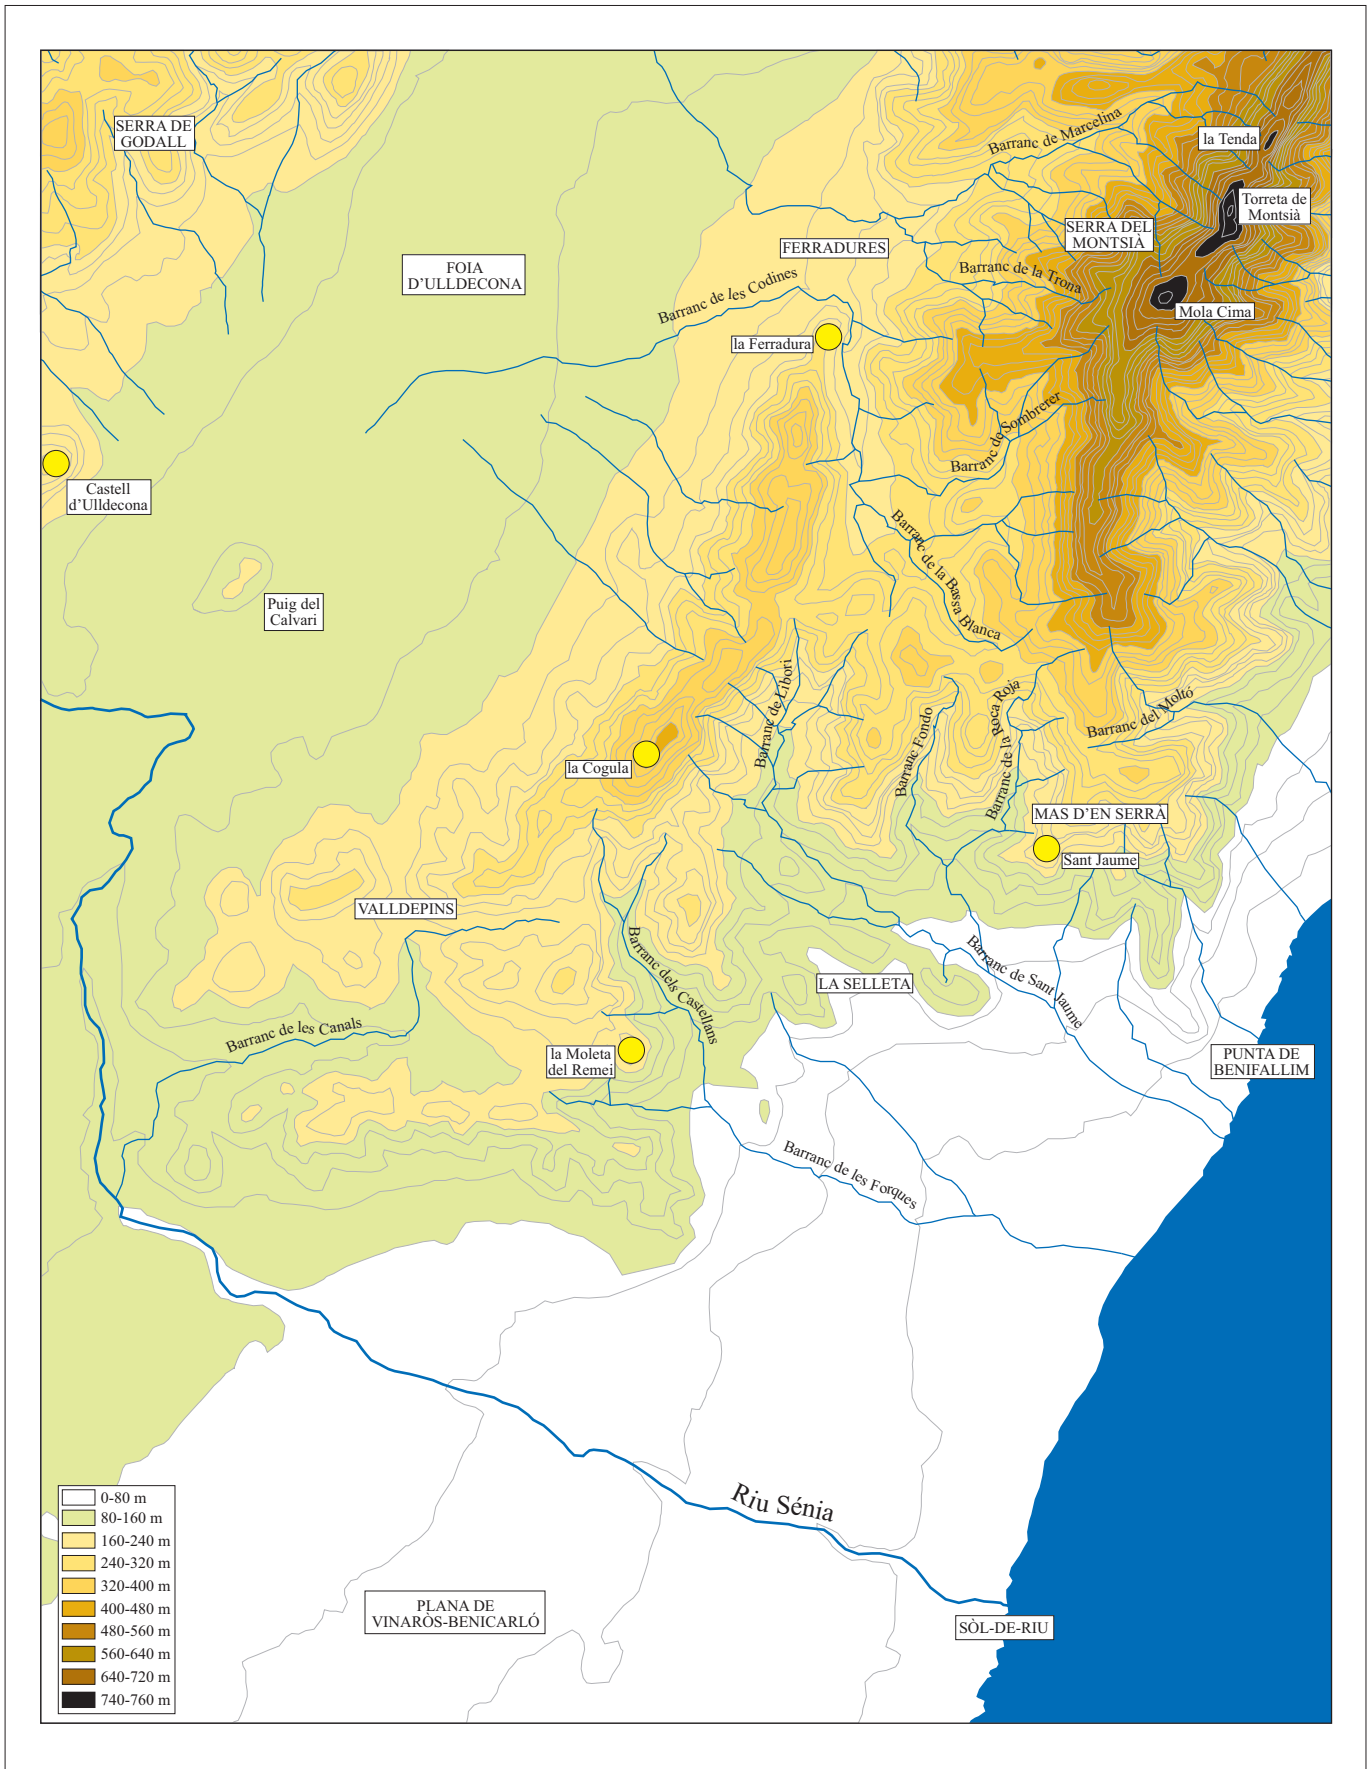 SERRA DE
GODALL
Barranc de Marcelina
la Tenda
Torreta de
Montsià
SERRA DEL
MONTSIÀ
FERRADURES
FOIA
D'ULLDECONA
Barranc de la Trona
Barranc de les Codines
Mola Cima
la Ferradura
Barranc de Sombrerer
Castell
d'Ulldecona
Barranc de la Bassa Blanca
Puig del
Calvari
Barranc de Llibori
Barranc de la Roca Roja
Barranc del Moltó
Barranc Fondo
la Cogula
MAS D'EN SERRÀ
Sant Jaume
VALLDEPINS
Barranc dels Castellans
Barranc de Sant Jaume
LA SELLETA
Barranc de les Canals
la Moleta
del Remei
PUNTA DE
BENIFALLIM
Barranc de les Forques
Riu Sénia
0-80 m
80-160 m
160-240 m
240-320 m
320-400 m
400-480 m
480-560 m
560-640 m
640-720 m
740-760 m
PLANA DE
VINARÒS-BENICARLÓ
SÒL-DE-RIU